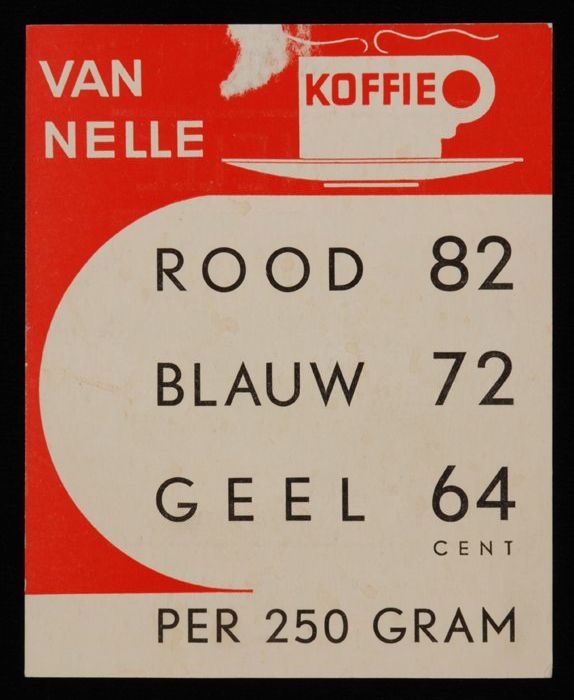 VAN
NELLE
KOFFIE
ROOD 82
BLAUW 72
GEEL 64
CENT
PER 250 GRAM